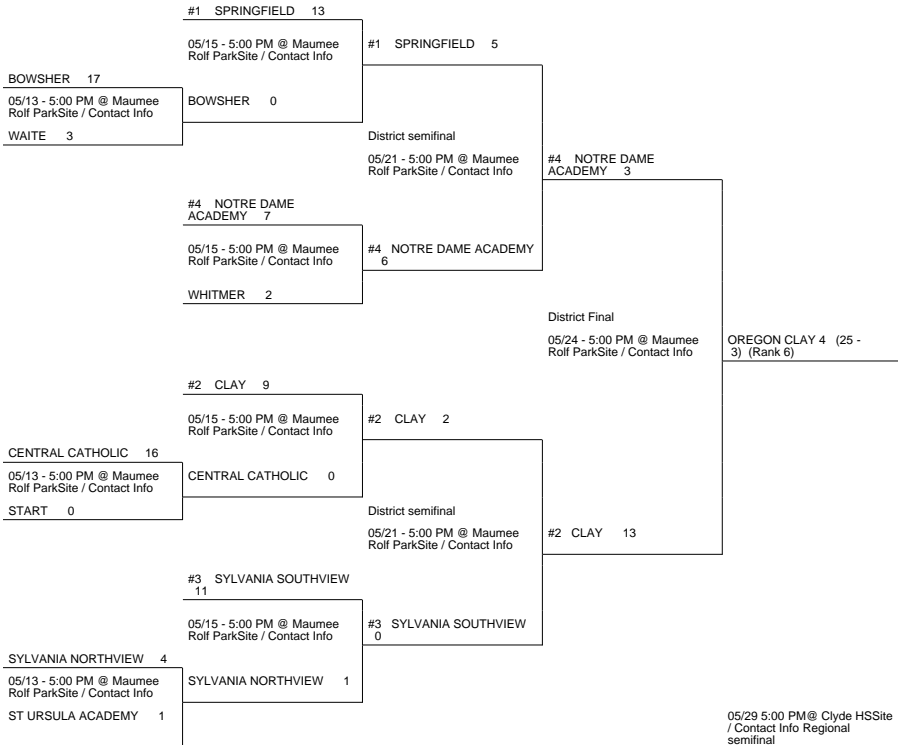 #1 SPRINGFIELD 13
05/15 - 5:00 PM @ Maumee
Rolf ParkSite / Contact Info
#1 SPRINGFIELD 5
BOWSHER 17
05/13 - 5:00 PM @ Maumee
Rolf ParkSite / Contact Info
BOWSHER 0
WAITE 3
District semifinal
05/21 - 5:00 PM @ Maumee
Rolf ParkSite / Contact Info
#4 NOTRE DAME
ACADEMY 3
#4 NOTRE DAME
ACADEMY 7
05/15 - 5:00 PM @ Maumee
Rolf ParkSite / Contact Info
#4 NOTRE DAME ACADEMY
6
WHITMER 2
District Final
05/24 - 5:00 PM @ Maumee
Rolf ParkSite / Contact Info
OREGON CLAY 4 (25 -
3) (Rank 6)
#2 CLAY 9
05/15 - 5:00 PM @ Maumee
Rolf ParkSite / Contact Info
#2 CLAY 2
CENTRAL CATHOLIC 16
05/13 - 5:00 PM @ Maumee
Rolf ParkSite / Contact Info
CENTRAL CATHOLIC 0
START 0
District semifinal
05/21 - 5:00 PM @ Maumee
Rolf ParkSite / Contact Info
#2 CLAY 13
#3 SYLVANIA SOUTHVIEW
11
05/15 - 5:00 PM @ Maumee
Rolf ParkSite / Contact Info
#3 SYLVANIA SOUTHVIEW
0
SYLVANIA NORTHVIEW 4
05/13 - 5:00 PM @ Maumee
Rolf ParkSite / Contact Info
SYLVANIA NORTHVIEW 1
ST URSULA ACADEMY 1
05/29 5:00 PM@ Clyde HSSite
/ Contact Info Regional
semifinal